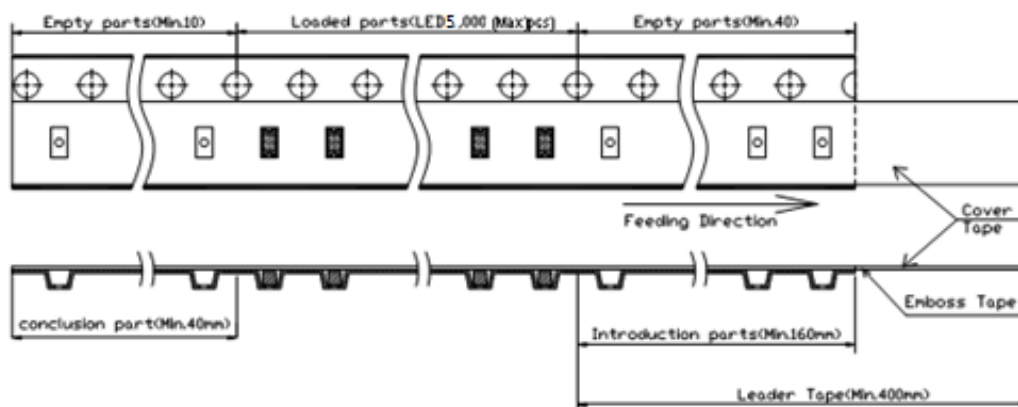 Empty parts(Min.10)
Loaded parts(LED5,000 (Max)pcs)
Empty parts(Min.40)
Feeding Direction
Cover
Tape
Emboss Tape
conclusion part(Min.40mm)
Introduction parts(Min.160mm)
Leader Tape(Min.400mm)